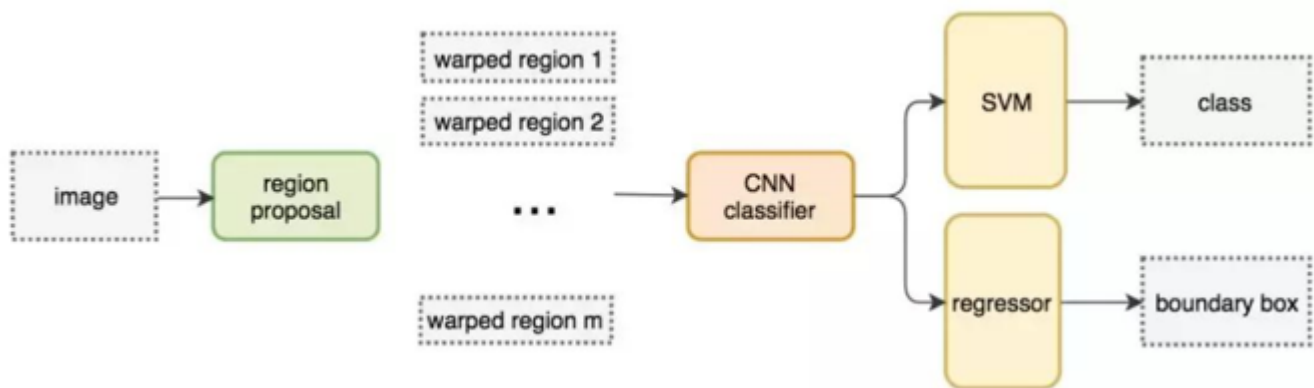 image
region
proposal
warped region 1
warped region 2
...
warped region m
CNN
classifier
SVM
class
regressor
boundary box